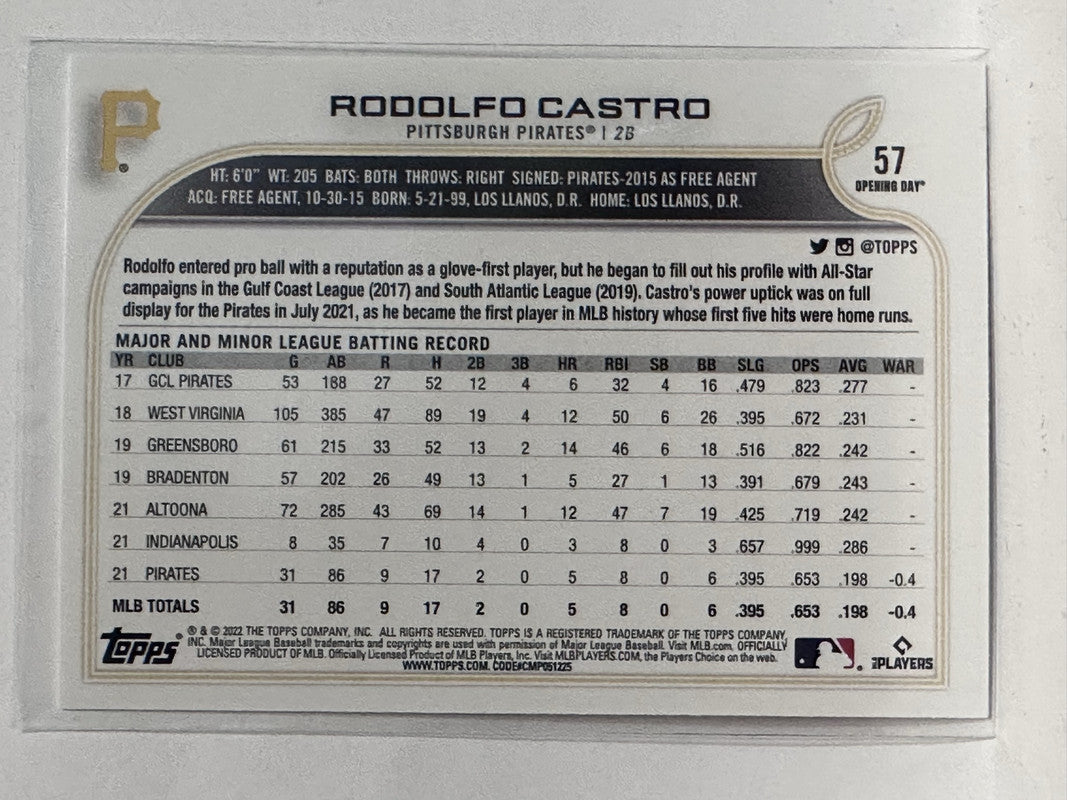 P
RODOLFO CASTRO
PITTSBURGH PIRATES® | 2B
57
OPENING DAY®
HT: 6'0" WT: 205 BATS: BOTH THROWS: RIGHT SIGNED: PIRATES-2015 AS FREE AGENT
ACQ: FREE AGENT, 10-30-15 BORN: 5-21-99, LOS LLANOS, D.R. HOME: LOS LLANOS, D.R.
@TOPPS
Rodolfo entered pro ball with a reputation as a glove-first player, but he began to fill out his profile with All-Star
campaigns in the Gulf Coast League (2017) and South Atlantic League (2019). Castro's power uptick was on full
display for the Pirates in July 2021, as he became the first player in MLB history whose first five hits were home runs.
MAJOR AND MINOR LEAGUE BATTING RECORD
YR CLUB G AB R H 2B 3B HR RBI SB BB SLG OPS AVG WAR
17 GCL PIRATES 53 188 27 52 12 4 6 32 4 16 .479 .823 .277 -
18 WEST VIRGINIA 105 385 47 89 19 4 12 50 6 26 .395 .672 .231 -
19 GREENSBORO 61 215 33 52 13 2 14 46 6 18 .516 .822 .242 -
19 BRADENTON 57 202 26 49 13 1 5 27 1 13 .391 .679 .243 -
21 ALTOONA 72 285 43 69 14 1 12 47 7 19 .425 .719 .242 -
21 INDIANAPOLIS 8 35 7 10 4 0 3 8 0 3 .657 .999 .286 -
21 PIRATES 31 86 9 17 2 0 5 8 0 6 .395 .653 .198 -0.4
MLB TOTALS 31 86 9 17 2 0 5 8 0 6 .395 .653 .198 -0.4
Topps
® & © 2022 THE TOPPS COMPANY, INC. ALL RIGHTS RESERVED. TOPPS IS A REGISTERED TRADEMARK OF THE TOPPS COMPANY,
INC. Major League Baseball trademarks and copyrights are used with permission of Major League Baseball. Visit MLB.com. OFFICIALLY
LICENSED PRODUCT OF MLB. Officially Licensed Product of MLB Players, Inc. Visit MLBPLAYERS.COM, the Players Choice on the web.
WWW.TOPPS.COM. CODE#CMP051225
MLB PLAYERS